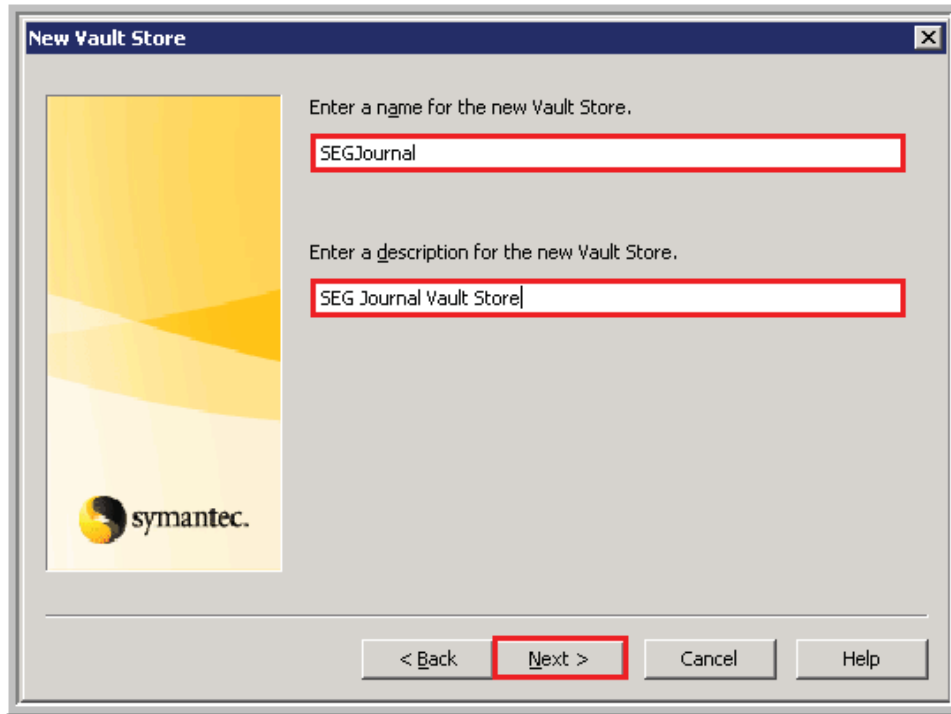 New Vault Store
Enter a name for the new Vault Store.
SEGJournal
Enter a description for the new Vault Store.
SEG Journal Vault Store
symantec.
< Back
Next >
Cancel
Help